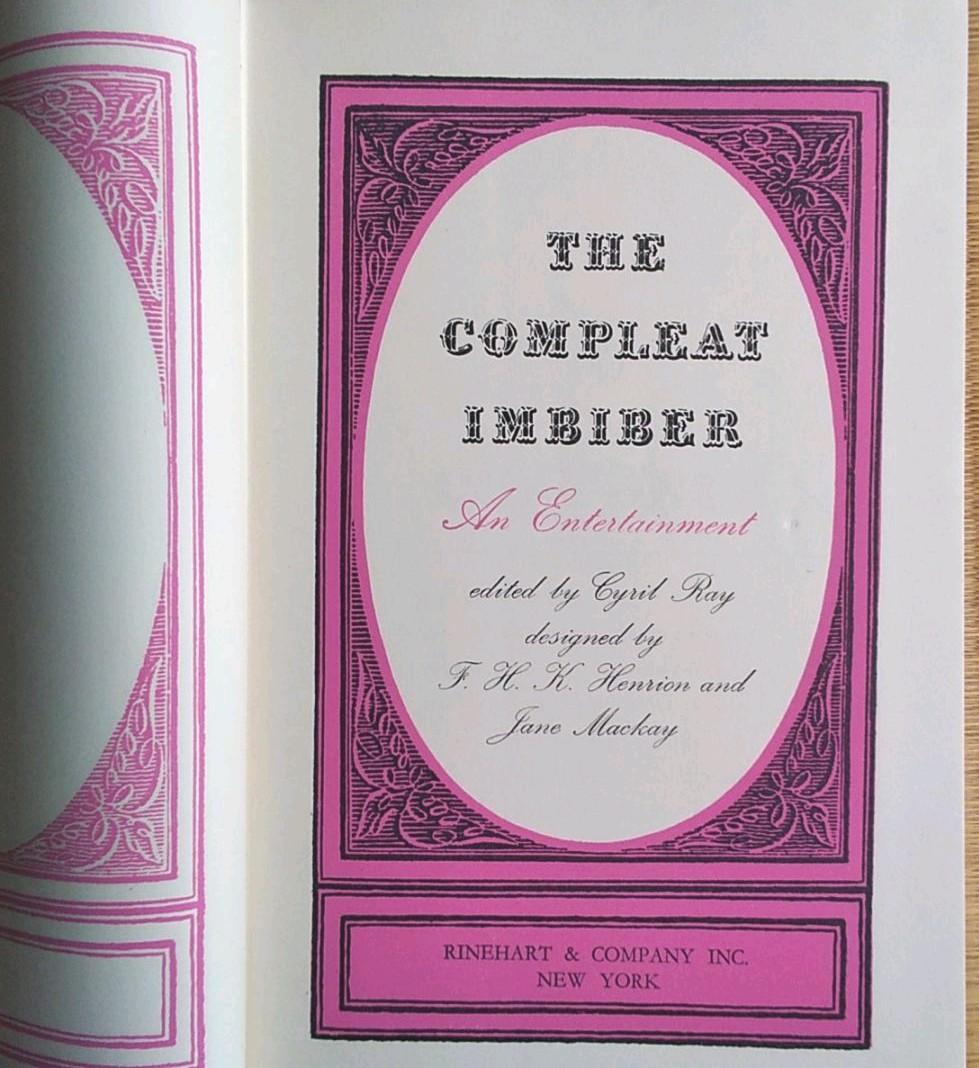 THE
COMPLEAT
IMBIBER
An Entertainment
edited by Cyril Ray
designed by
F. H. K. Henrion and
Jane Mackay
RINEHART & COMPANY INC.
NEW YORK